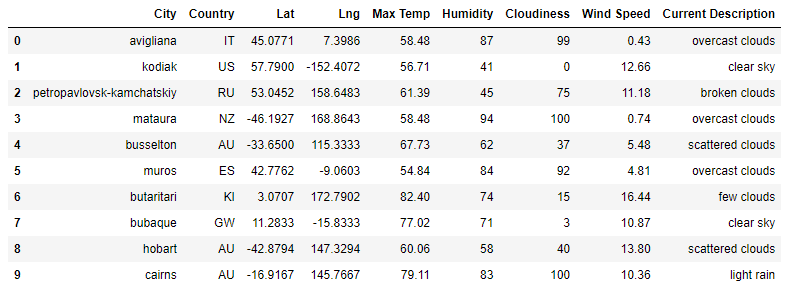 City Country Lat Lng Max Temp Humidity Cloudiness Wind Speed Current Description
0 avigliana IT 45.0771 7.3986 58.48 87 99 0.43 overcast clouds
1 kodiak US 57.7900 -152.4072 56.71 41 0 12.66 clear sky
2 petropavlovsk-kamchatskiy RU 53.0452 158.6483 61.39 45 75 11.18 broken clouds
3 mataura NZ -46.1927 168.8643 58.48 94 100 0.74 overcast clouds
4 busselton AU -33.6500 115.3333 67.73 62 37 5.48 scattered clouds
5 muros ES 42.7762 -9.0603 54.84 84 92 4.81 overcast clouds
6 butaritari KI 3.0707 172.7902 82.40 74 15 16.44 few clouds
7 bubaque GW 11.2833 -15.8333 77.02 71 3 10.87 clear sky
8 hobart AU -42.8794 147.3294 60.06 58 40 13.80 scattered clouds
9 cairns AU -16.9167 145.7667 79.11 83 100 10.36 light rain